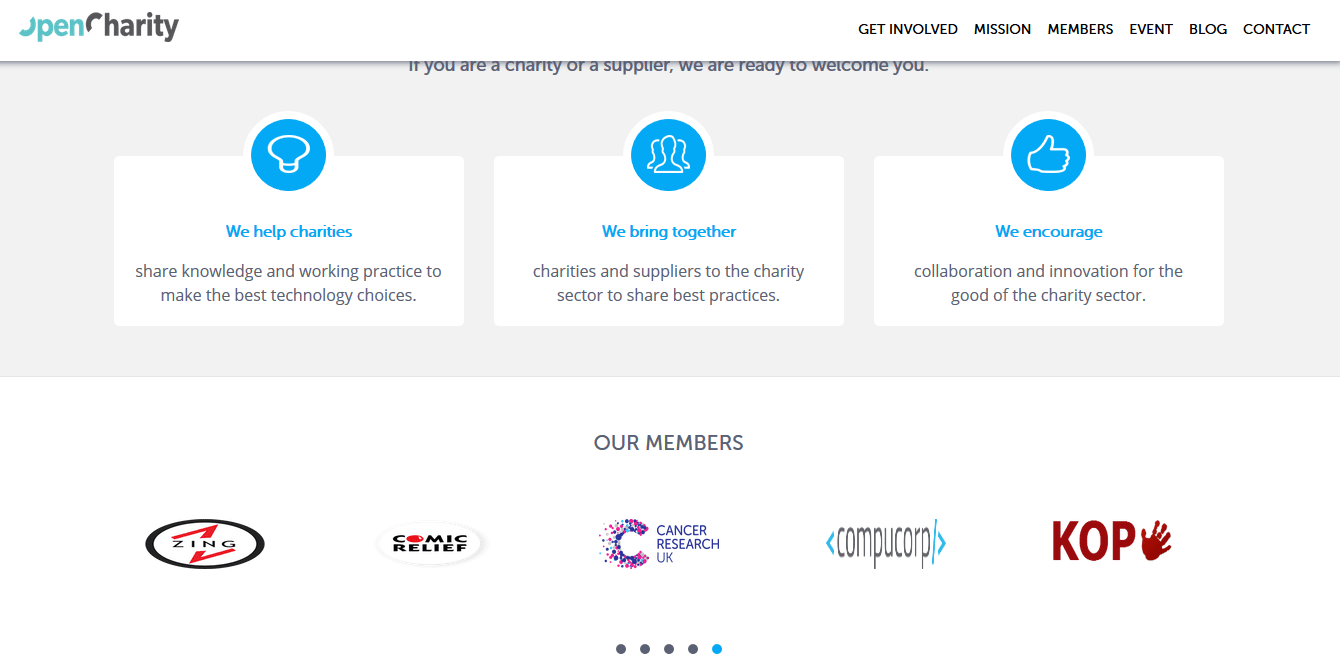 OpenCharity
GET INVOLVED MISSION MEMBERS EVENT BLOG CONTACT
If you are a charity or a supplier, we are ready to welcome you.
We help charities
share knowledge and working practice to
make the best technology choices.
We bring together
charities and suppliers to the charity
sector to share best practices.
We encourage
collaboration and innovation for the
good of the charity sector.
OUR MEMBERS
ZING
COMIC
RELIEF
CANCER
RESEARCH
UK
compucorp
KOP